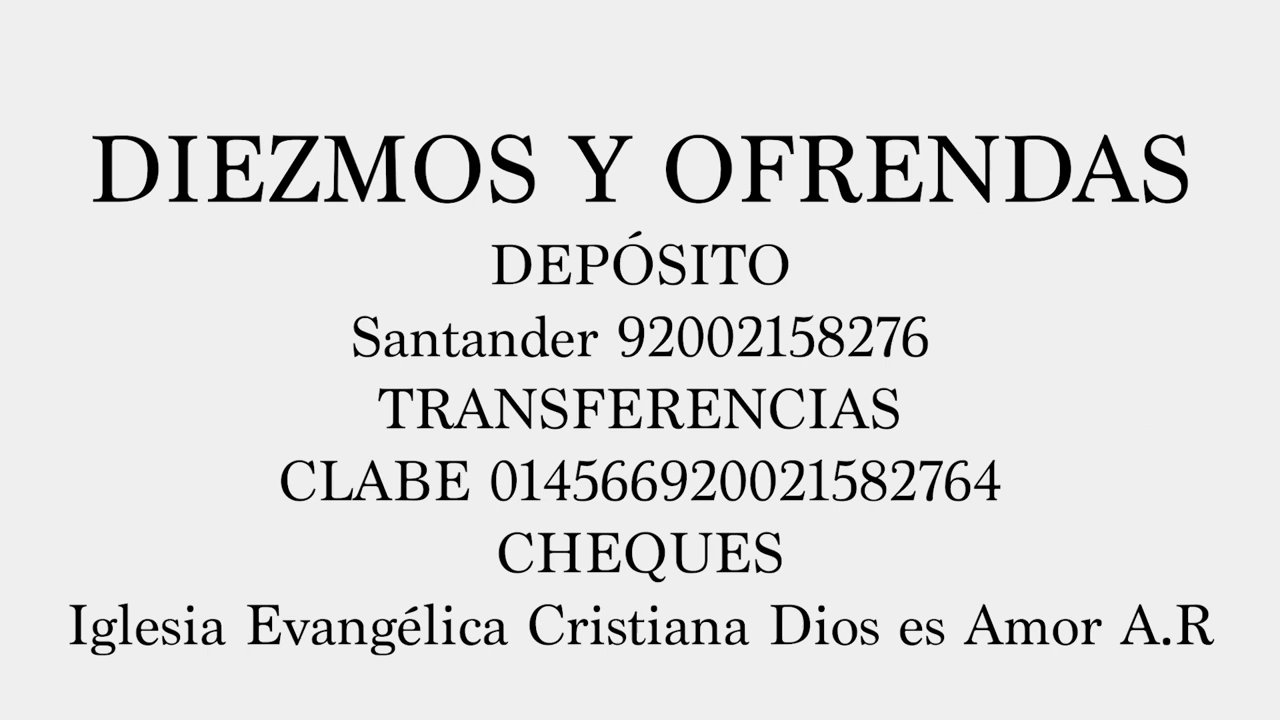 DIEZMOS Y OFRENDAS
DEPÓSITO
Santander 92002158276
TRANSFERENCIAS
CLABE 014566920021582764
CHEQUES
Iglesia Evangélica Cristiana Dios es Amor A.R